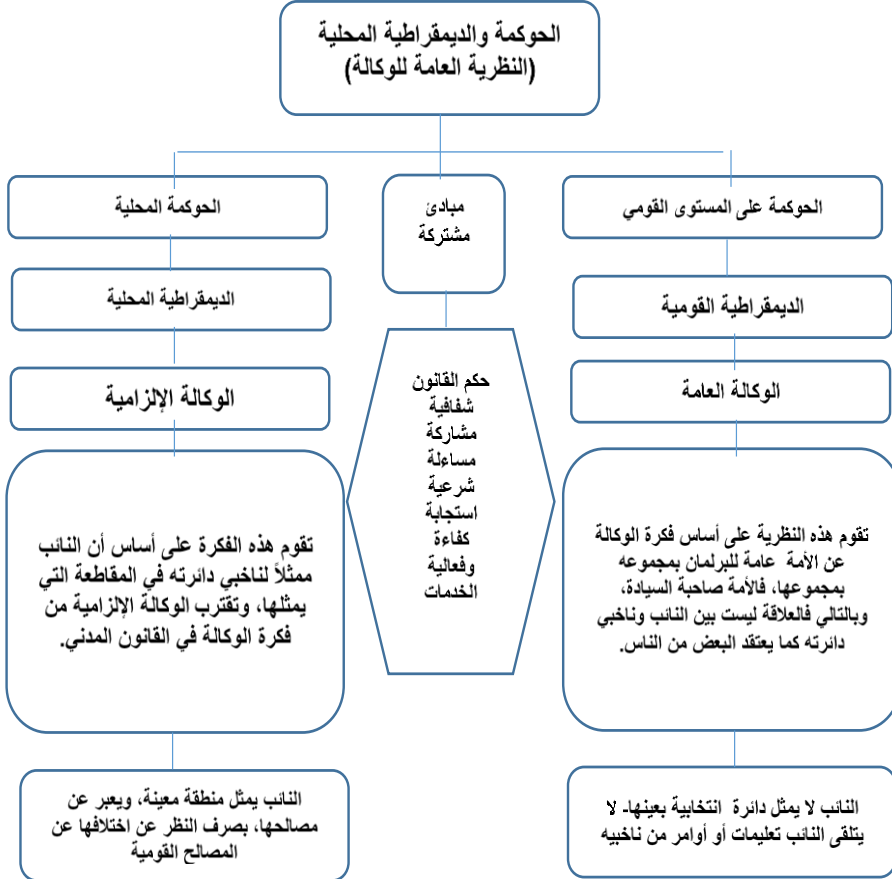 الحوكمة والديمقراطية المحلية
(النظرية العامة للوكالة)
الحوكمة على المستوى القومي
الديمقراطية القومية
الوكالة العامة
تقوم هذه النظرية على أساس فكرة الوكالة
عن الأمة عامة للبرلمان بمجموعه
بمجموعها، فالأمة صاحبة السيادة،
وبالتالي فالعلاقة ليست بين النائب وناخبي
دائرته كما يعتقد البعض من الناس.
النائب لا يمثل دائرة انتخابية بعينها- لا
يتلقى النائب تعليمات أو أوامر من ناخبيه
مبادئ
مشتركة
حكم القانون
شفافية
مشاركة
مساءلة
شرعية
استجابة
كفاءة
وفعالية
الخدمات
الحوكمة المحلية
الديمقراطية المحلية
الوكالة الإلزامية
تقوم هذه الفكرة على أساس أن النائب
ممثلاً لناخبي دائرته في المقاطعة التي
يمثلها، وتقترب الوكالة الإلزامية من
فكرة الوكالة في القانون المدني.
النائب يمثل منطقة معينة، ويعبر عن
مصالحها، بصرف النظر عن اختلافها عن
المصالح القومية